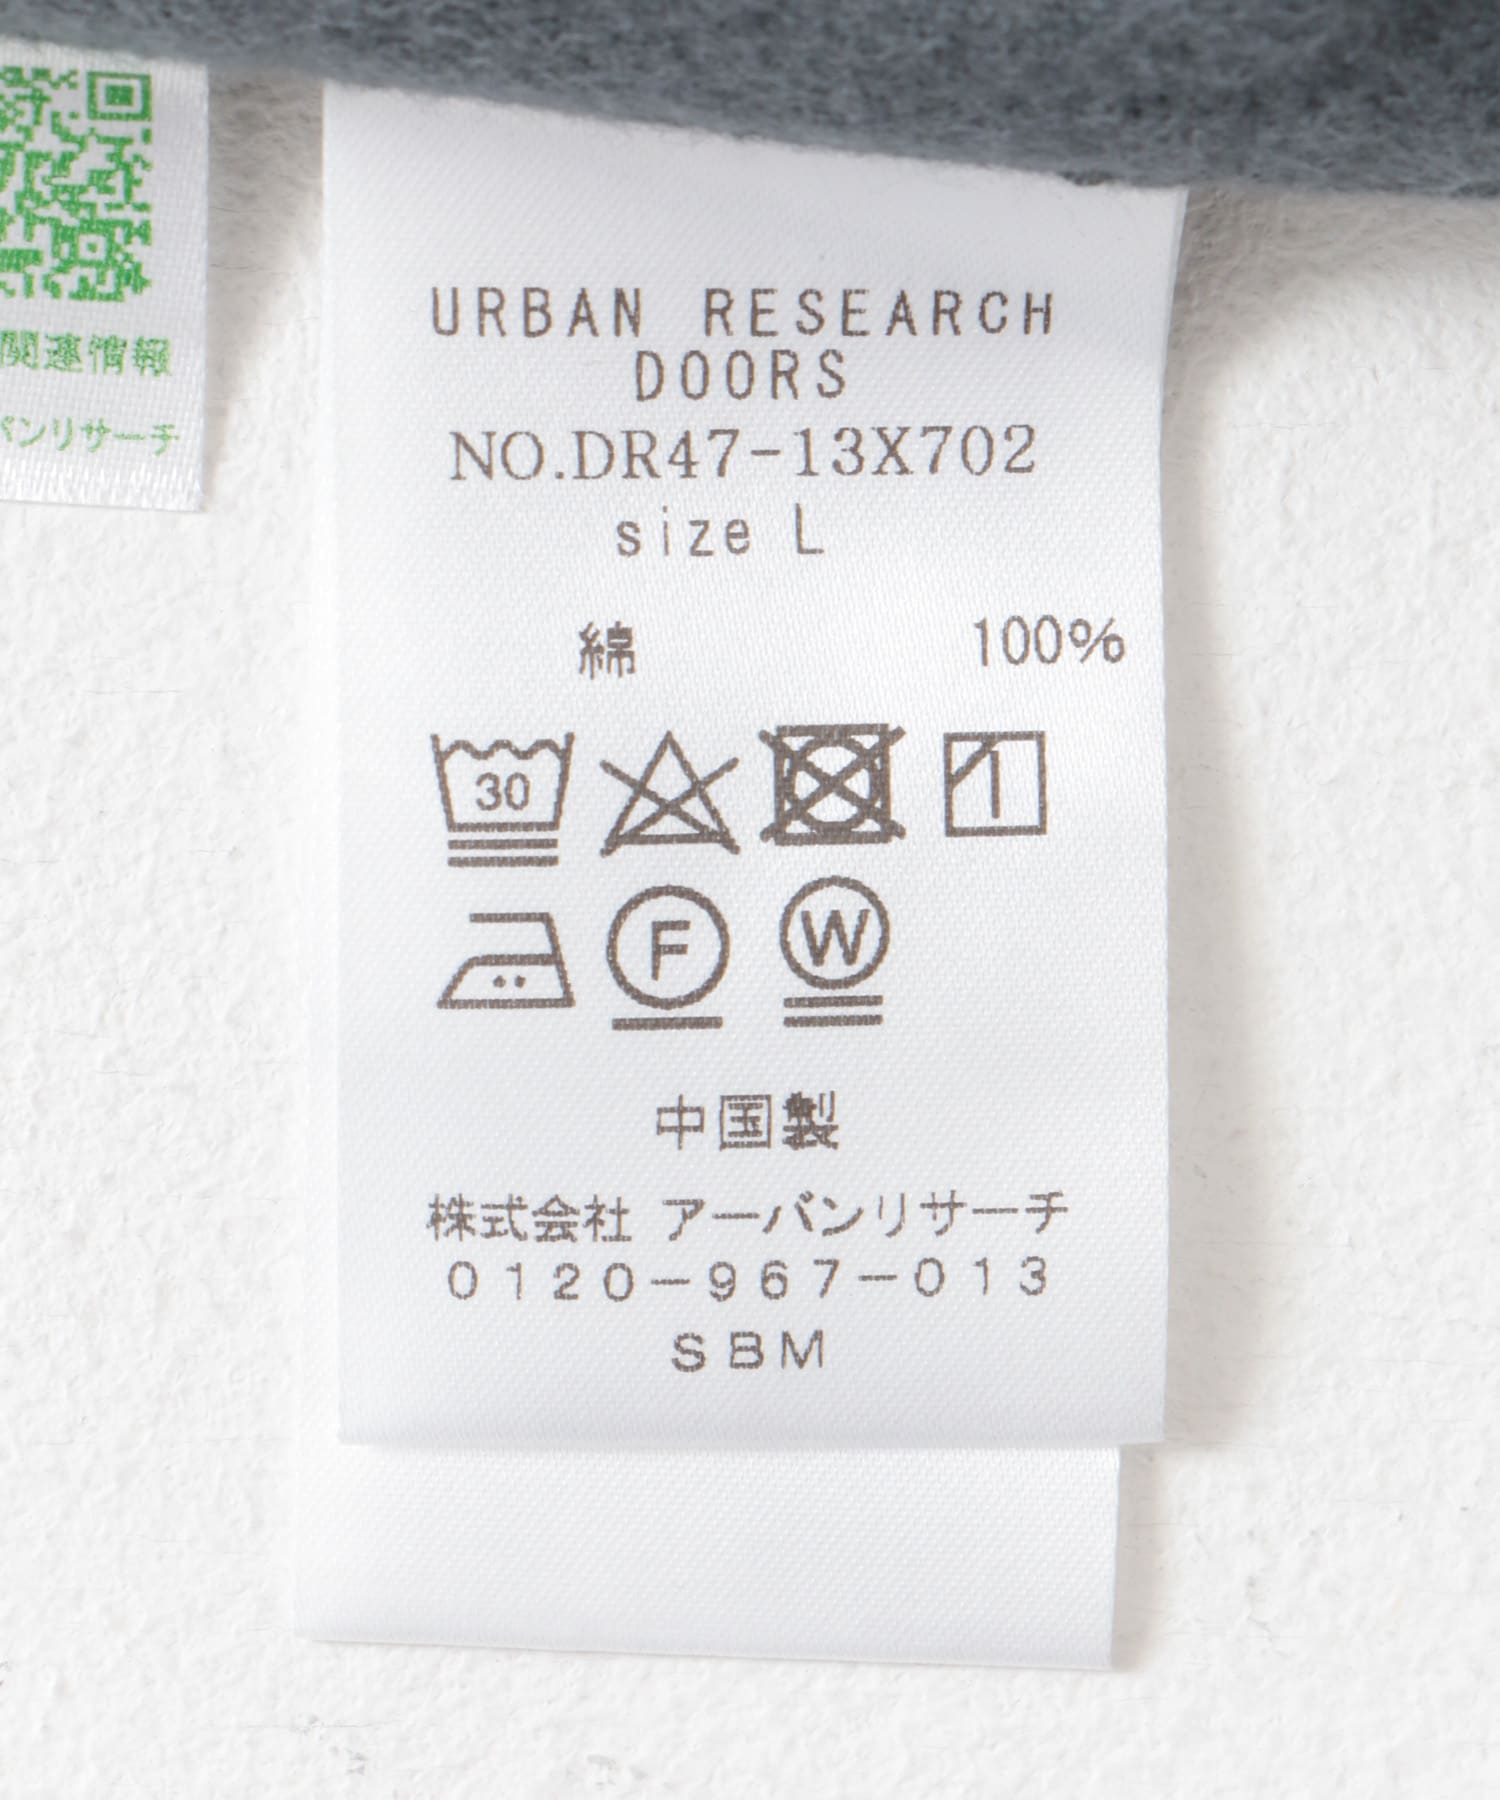 関連情報
バンリサーチ
URBAN RESEARCH
DOORS
NO.DR47-13X702
size L
綿 100%
30
F W
中国製
株式会社 アーバンリサーチ
0120-967-013
SBM